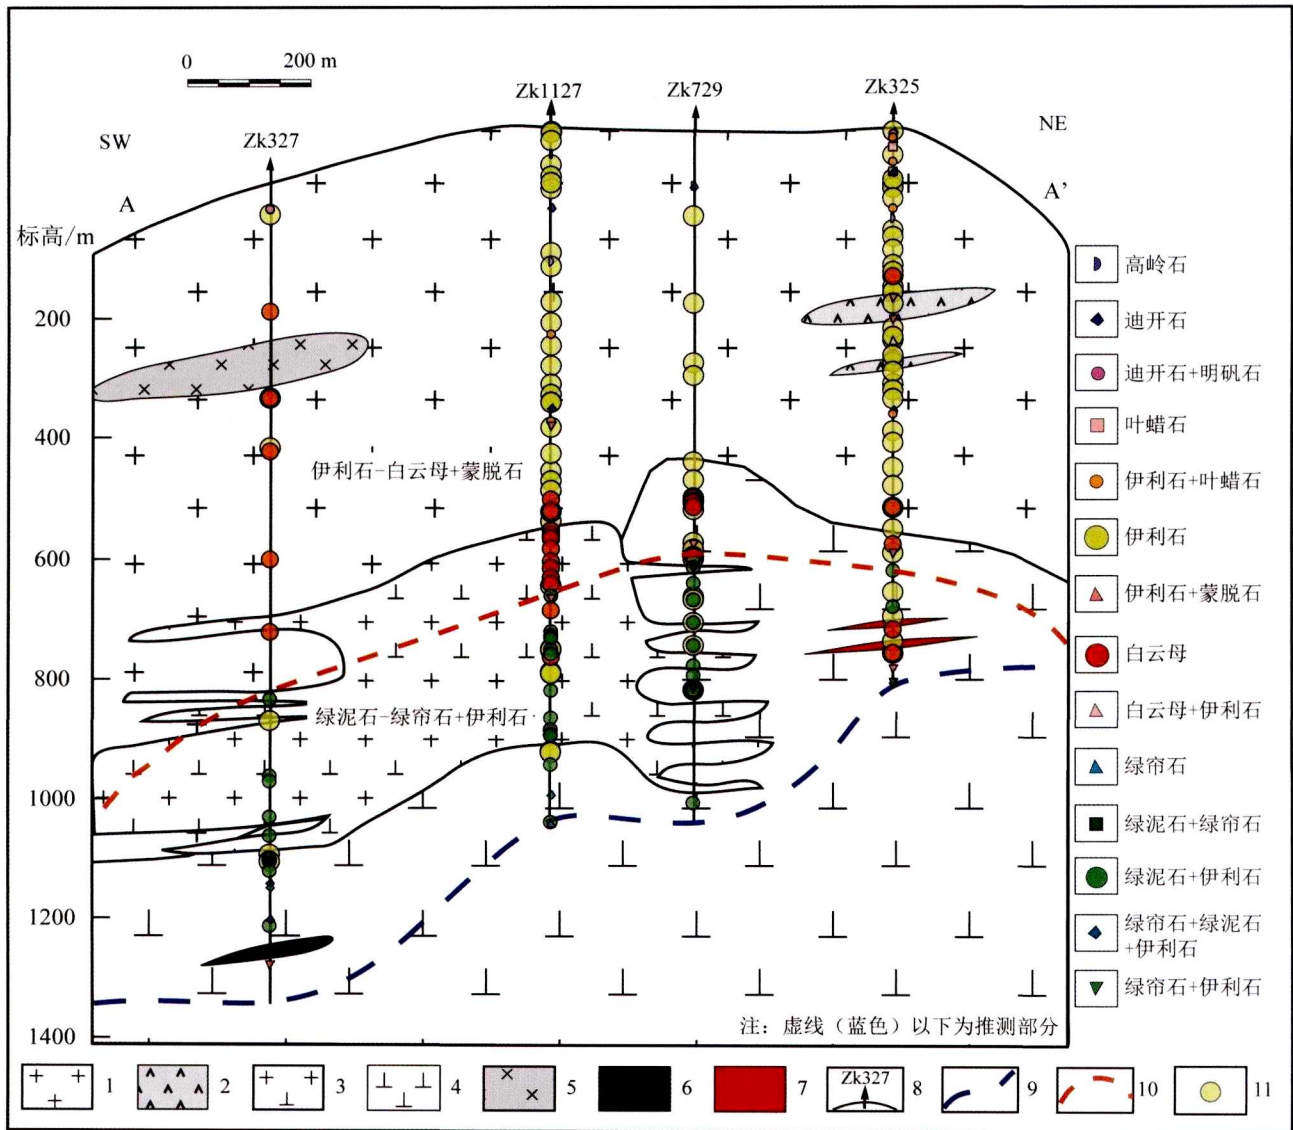 0 200 m
Zk1127
Zk729
Zk325
SW
Zk327
NE
A
A’
标高/m
200
400
600
800
1000
1200
1400
伊利石-白云母+蒙脱石
绿泥石-绿帘石+伊利石
注：虚线（蓝色）以下为推测部分
高岭石
迪开石
迪开石+明矾石
叶蜡石
伊利石+叶蜡石
伊利石
伊利石+蒙脱石
白云母
白云母+伊利石
绿帘石
绿泥石+绿帘石
绿泥石+伊利石
绿帘石+绿泥石
+伊利石
绿帘石+伊利石
1 2 3 4 5 6 7 Zk327 8 9 10 11